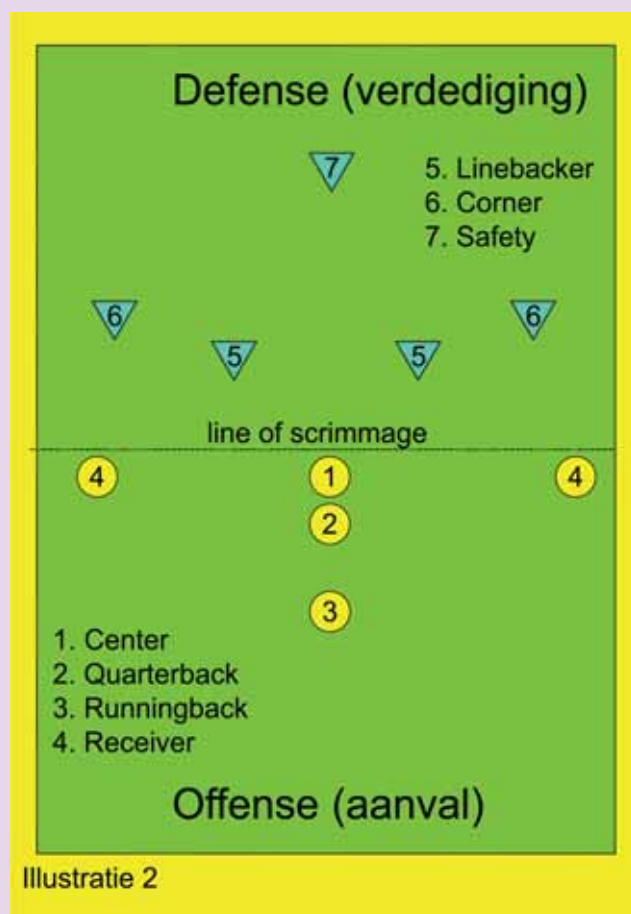 Defense (verdediging)
7
5. Linebacker
6. Corner
7. Safety
6
6
5
5
line of scrimmage
4
1
4
2
3
1. Center
2. Quarterback
3. Runningback
4. Receiver
Offense (aanval)
Illustratie 2